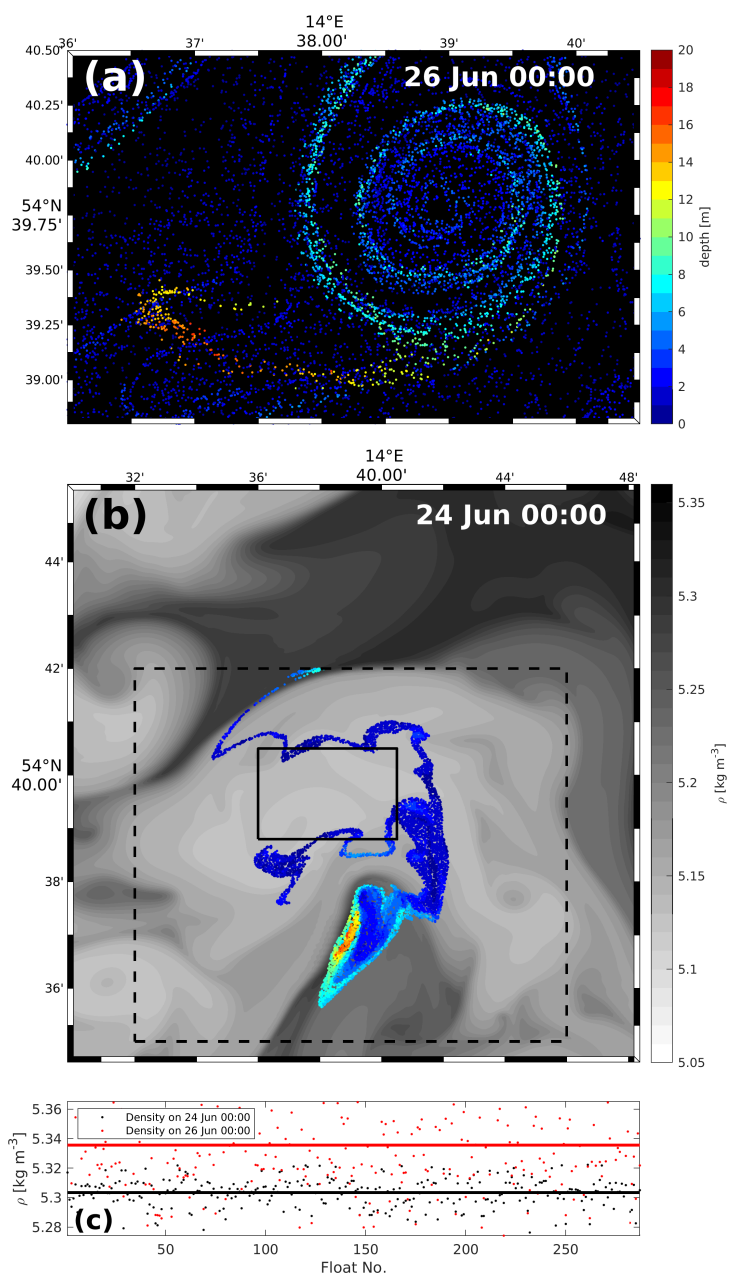 14°E
36' 37' 38.00' 39' 40'
40.50'
(a) 26 Jun 00:00
40.25'
40.00'
54°N
39.75'
39.50'
39.25'
39.00'
20
18
16
14
12
10
8
6
4
2
0
depth [m]
14°E
32' 36' 40.00' 44' 48'
(b) 24 Jun 00:00
44'
42'
54°N
40.00'
38'
36'
5.35
5.3
5.25
5.2
5.15
5.1
5.05
ρ [kg m-3]
5.36
5.34
5.32
5.3
5.28
ρ [kg m-3]
Density on 24 Jun 00:00
Density on 26 Jun 00:00
(c)
50 100 150 200 250
Float No.